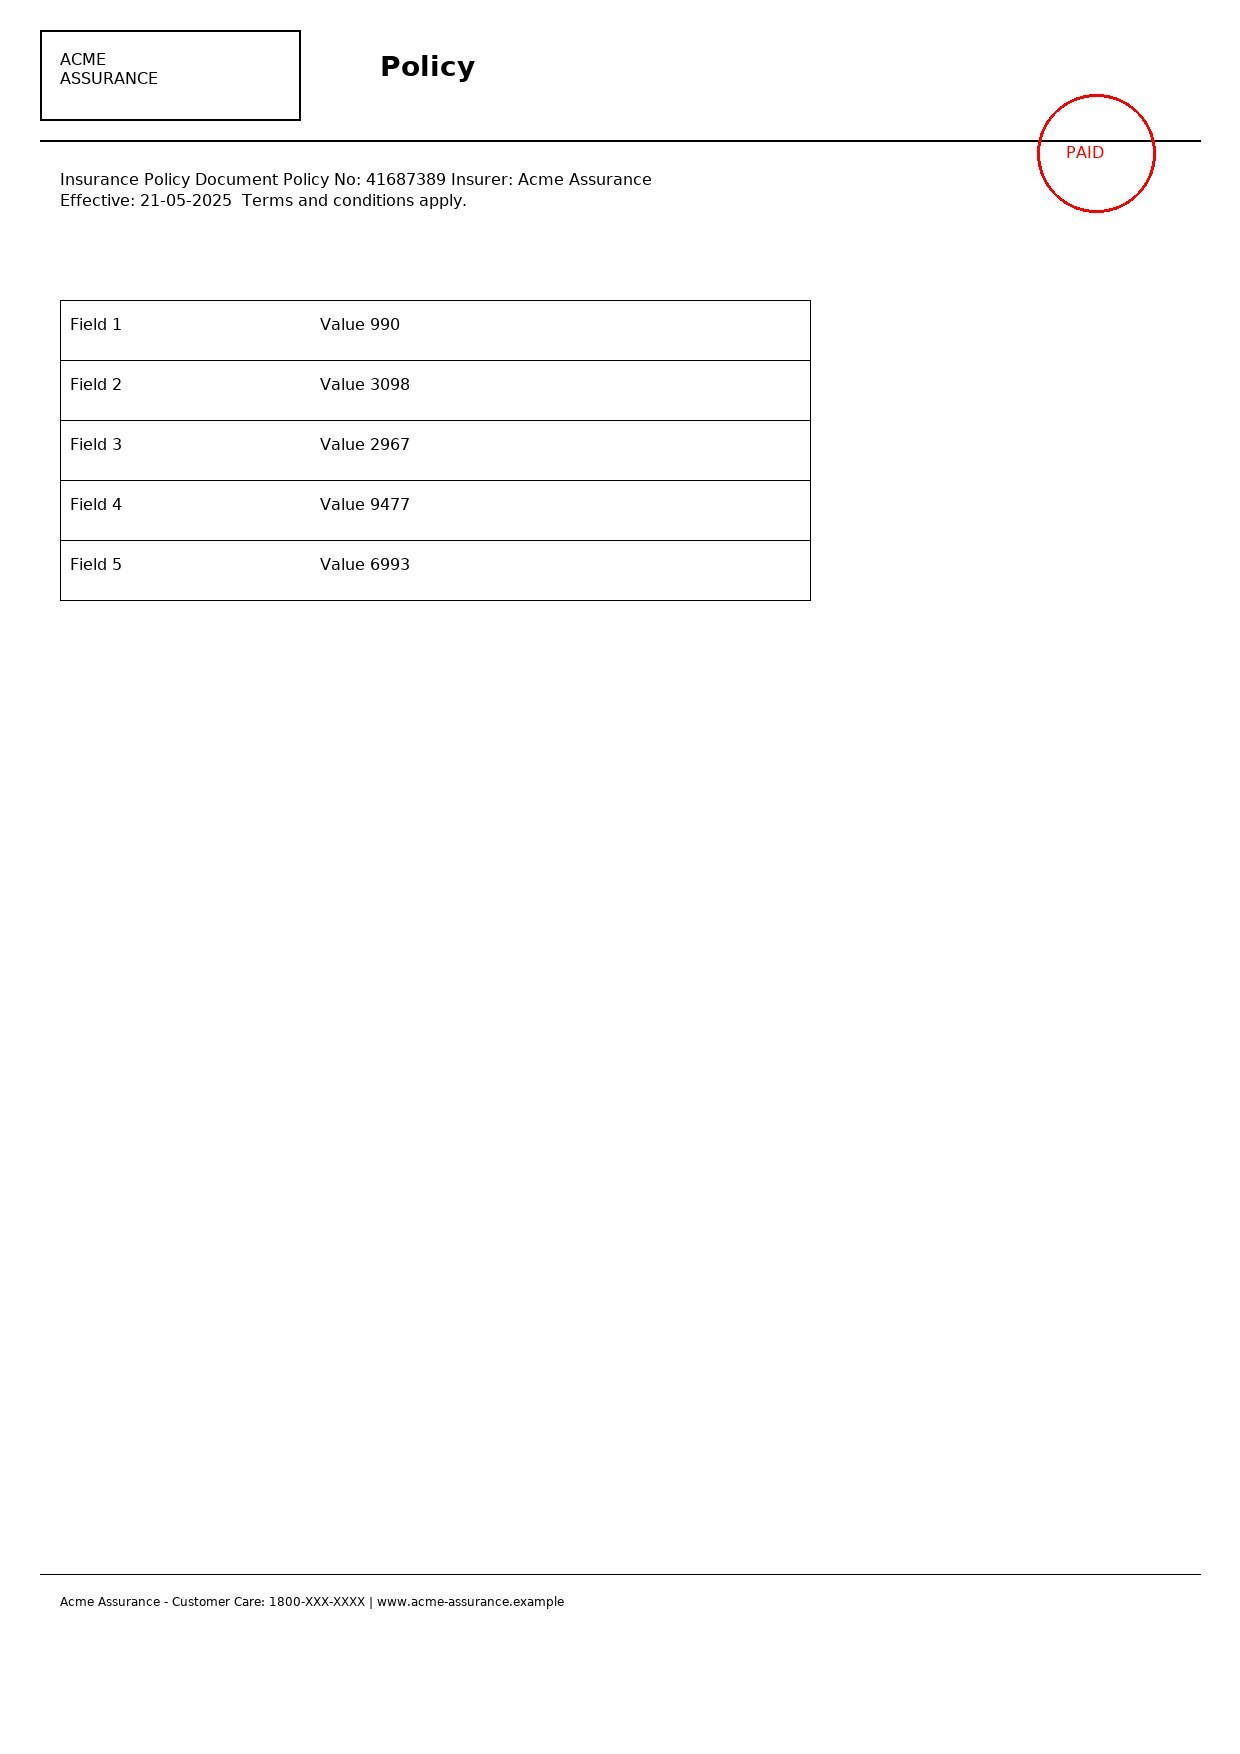 ACME
ASSURANCE
Policy
PAID
Insurance Policy Document Policy No: 41687389 Insurer: Acme Assurance
Effective: 21-05-2025  Terms and conditions apply.
Field 1 Value 990
Field 2 Value 3098
Field 3 Value 2967
Field 4 Value 9477
Field 5 Value 6993
Acme Assurance - Customer Care: 1800-XXX-XXXX | www.acme-assurance.example